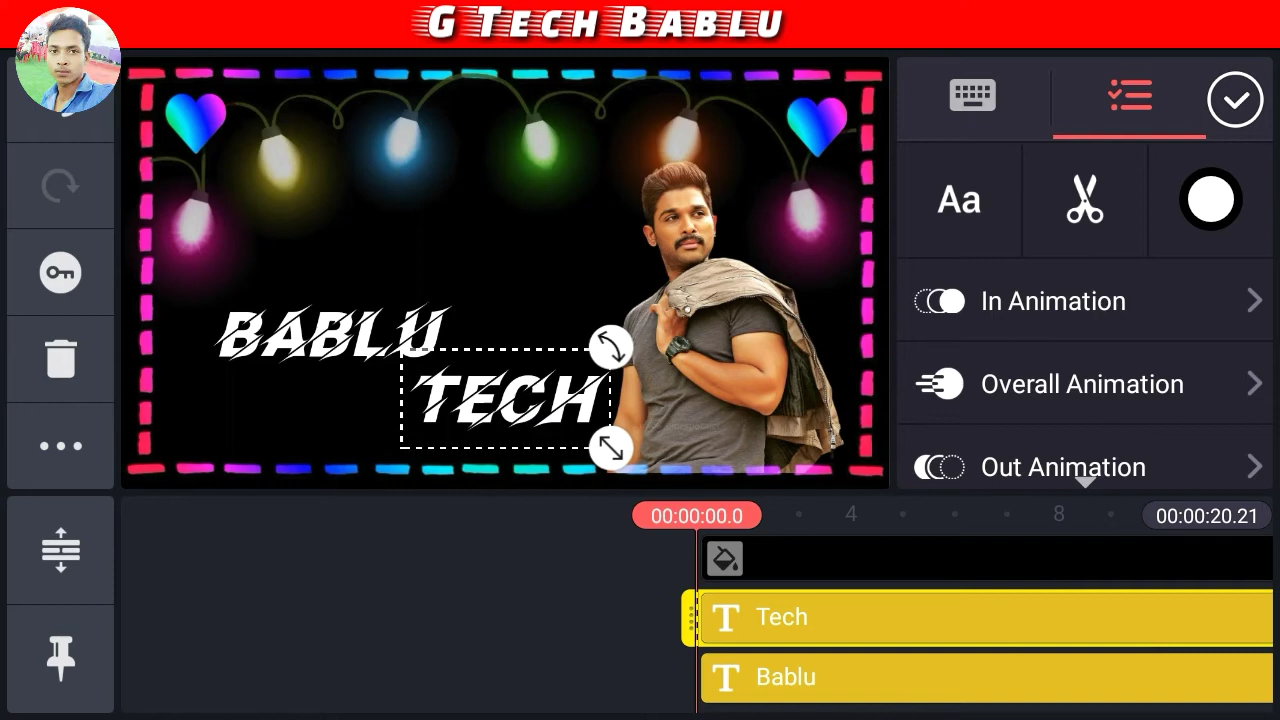 G Tech Bablu
BABLU
TECH
Aa
In Animation
Overall Animation
Out Animation
00:00:00.0
4
8
00:00:20.21
T Tech
T Bablu